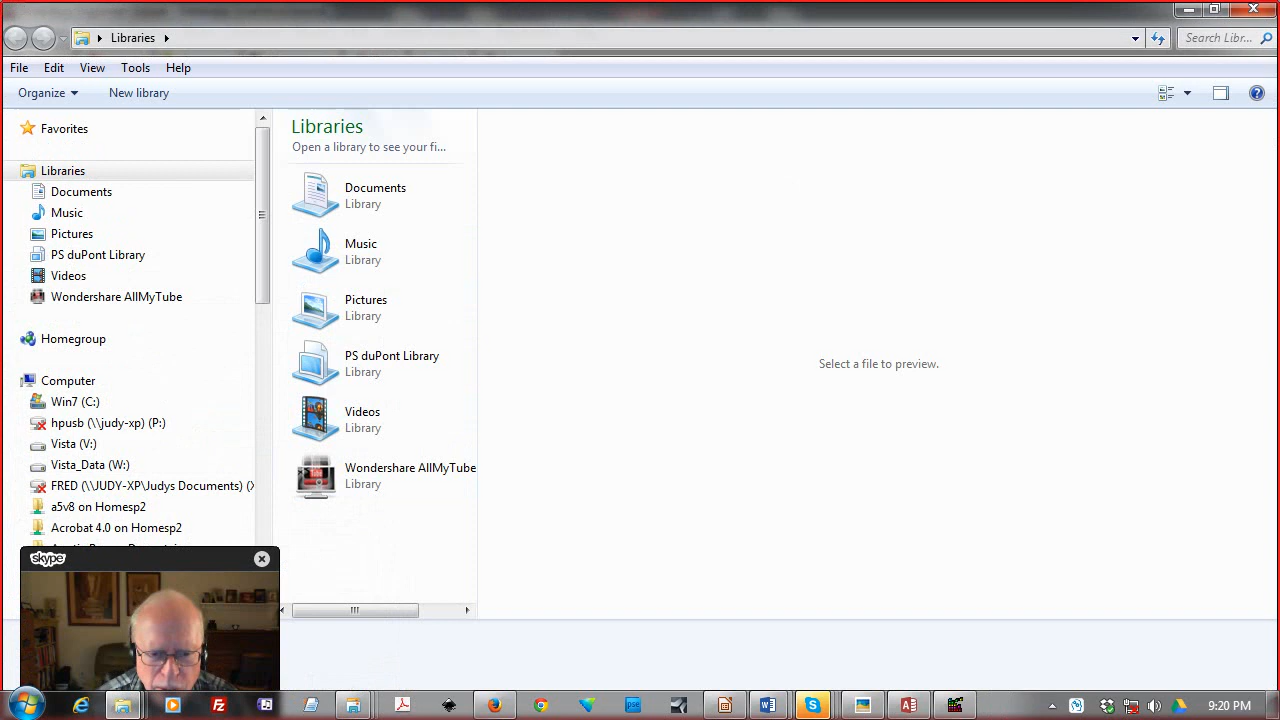 Libraries
Search Libr...
File Edit View Tools Help
Organize New library
Favorites
Libraries
Documents
Music
Pictures
PS duPont Library
Videos
Wondershare AllMyTube
Homegroup
Computer
Win7 (C:)
hpusb (\\judy-xp) (P:)
Vista (V:)
Vista_Data (W:)
FRED (\\JUDY-XP\Judys Documents) (X
a5v8 on Homesp2
Acrobat 4.0 on Homesp2
Libraries
Open a library to see your fi...
Documents
Library
Music
Library
Pictures
Library
PS duPont Library
Library
Videos
Library
Wondershare AllMyTube
Library
Select a file to preview.
skype
9:20 PM